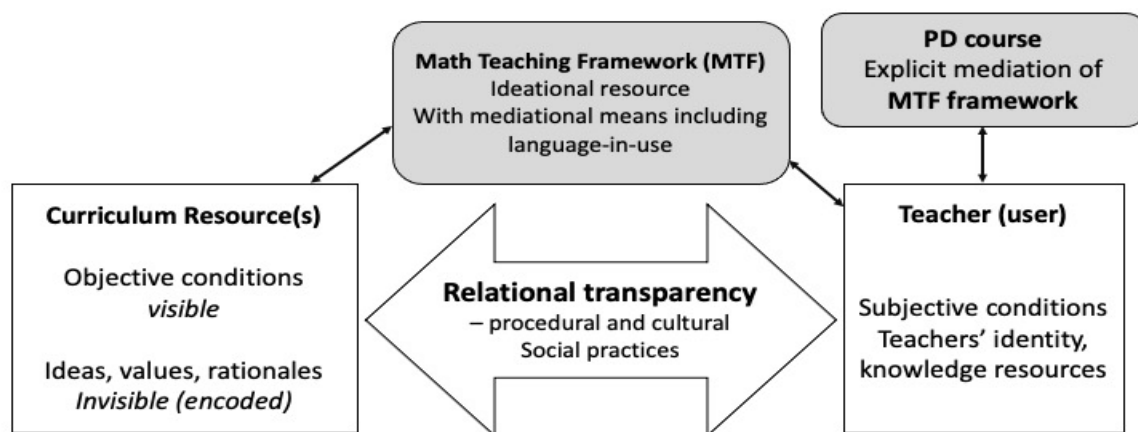 Math Teaching Framework (MTF)
Ideational resource
With mediational means including
language-in-use
PD course
Explicit mediation of
MTF framework
Curriculum Resource(s)
Objective conditions
visible
Ideas, values, rationales
Invisible (encoded)
Relational transparency
– procedural and cultural
Social practices
Teacher (user)
Subjective conditions
Teachers’ identity,
knowledge resources